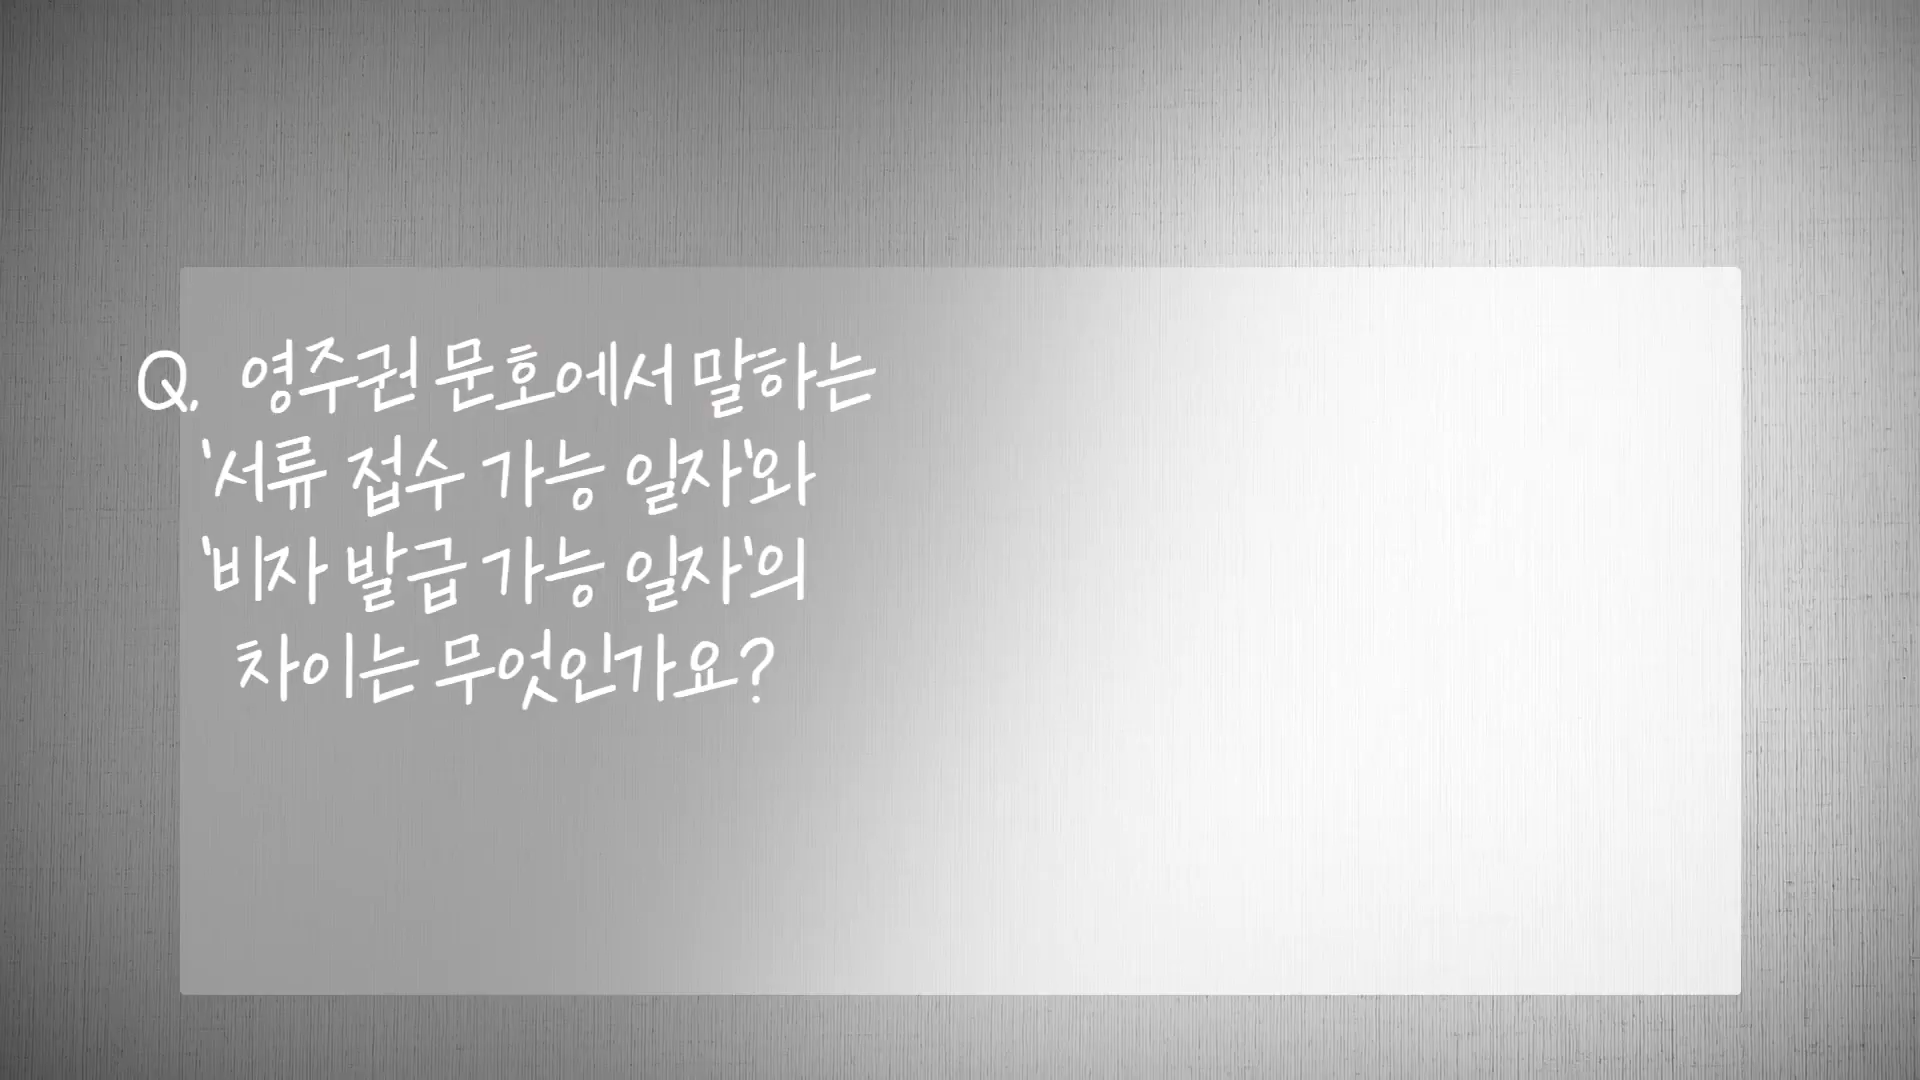 Q. 영주권 문호에서 말하는
'서류 접수 가능 일자'와
'비자 발급 가능 일자'의
차이는 무엇인가요?